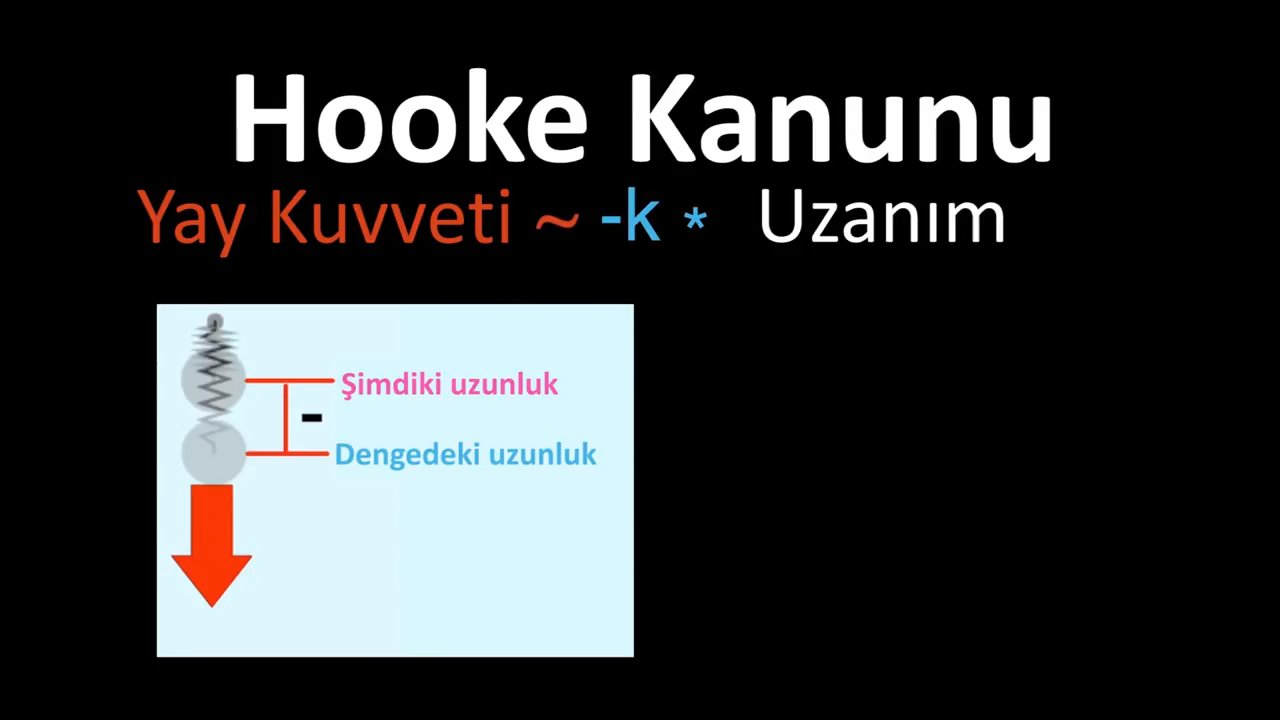 Hooke Kanunu
Yay Kuvveti ~ -k * Uzanım
Şimdiki uzunluk
-
Dengedeki uzunluk